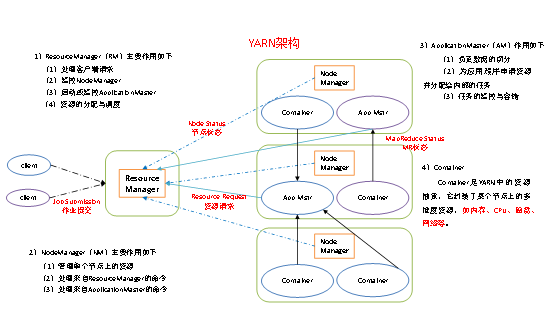 YARN架构
1）ResourceManager（RM）主要作用如下
（1）处理客户端请求
（2）监控NodeManager
（3）启动或监控ApplicationMaster
（4）资源的分配与调度
3）ApplicationMaster（AM）作用如下
（1）负责数据的切分
（2）为应用程序申请资源
并分配给内部的任务
（3）任务的监控与容错
Node
Manager
Container
App Mstr
Node Status
节点状态
MapReduce Status
MR状态
client
client
Resource
Manager
Job Submission
作业提交
Node
Manager
App Mstr
Container
Resource Request
资源请求
4）Container
Container是YARN中的资源
抽象，它封装了某个节点上的多
维度资源，如内存、CPU、磁盘、
网络等。
2）NodeManager（NM）主要作用如下
（1）管理单个节点上的资源
（2）处理来自ResourceManager的命令
（3）处理来自ApplicationMaster的命令
Node
Manager
Container
Container